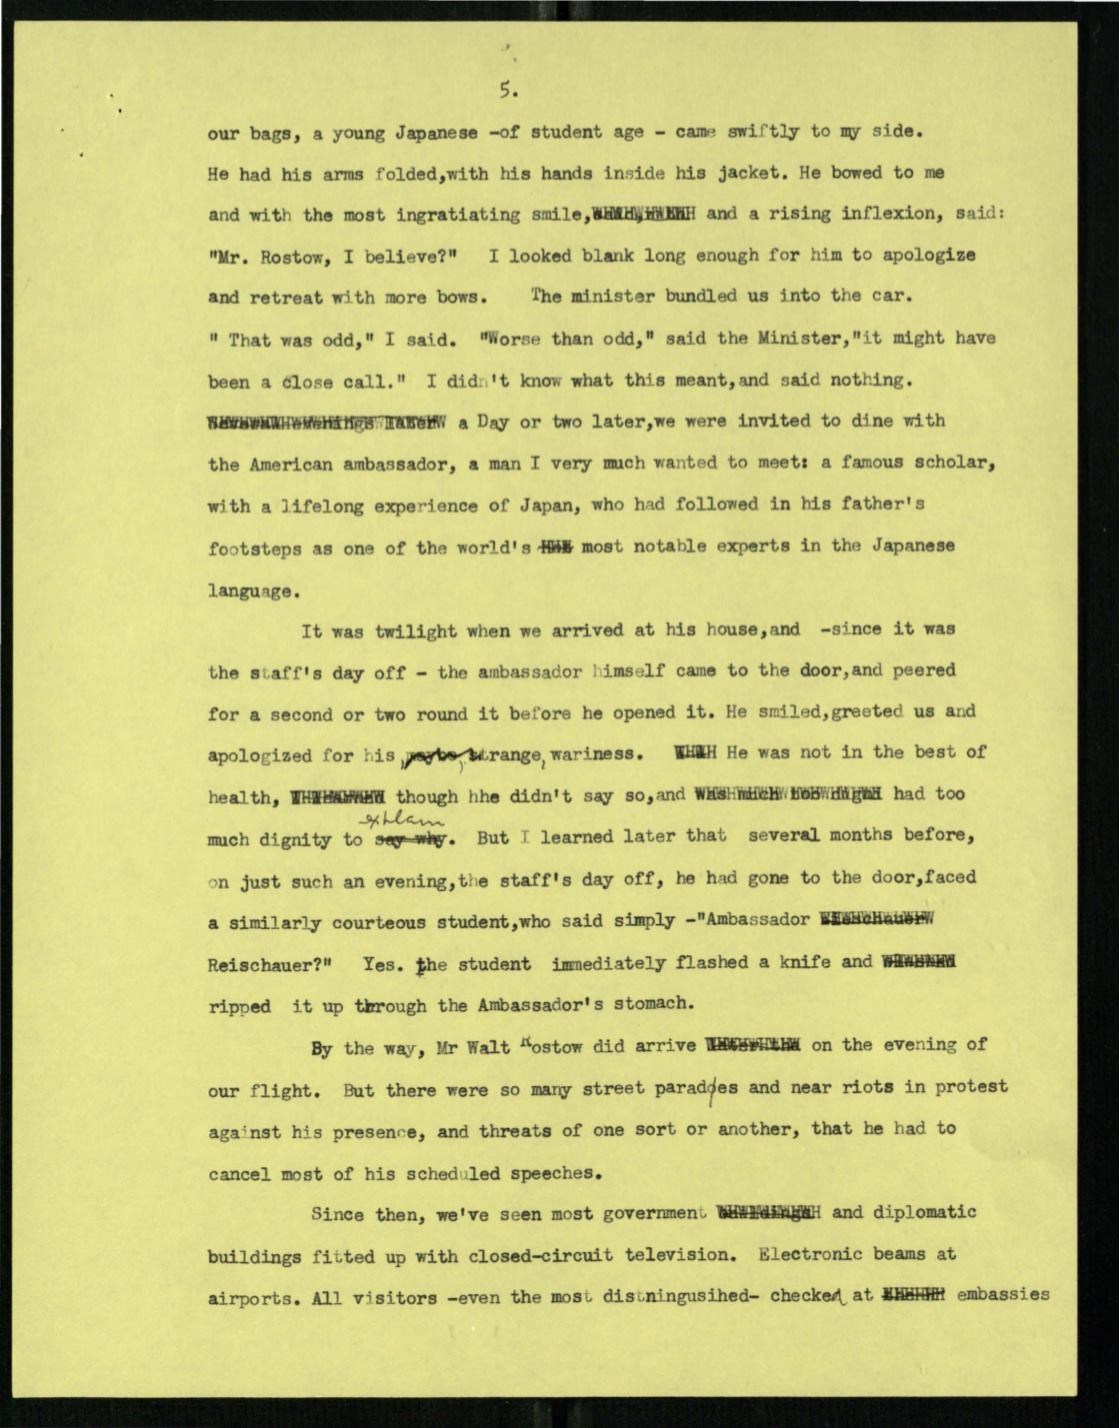 5.
our bags, a young Japanese -of student age - came swiftly to my side.
He had his arms folded,with his hands inside his jacket. He bowed to me
and with the most ingratiating smile, and a rising inflexion, said:
"Mr. Rostow, I believe?" I looked blank long enough for him to apologize
and retreat with more bows. The minister bundled us into the car.
" That was odd," I said. "Worse than odd," said the Minister,"it might have
been a close call." I didn't know what this meant,and said nothing.
a Day or two later,we were invited to dine with
the American ambassador, a man I very much wanted to meet: a famous scholar,
with a lifelong experience of Japan, who had followed in his father's
footsteps as one of the world's most notable experts in the Japanese
language.
It was twilight when we arrived at his house,and -since it was
the staff's day off - the ambassador himself came to the door,and peered
for a second or two round it before he opened it. He smiled,greeted us and
apologized for his, strange, wariness. He was not in the best of
health, though hhe didn't say so,and had too
explain
much dignity to say why. But I learned later that several months before,
on just such an evening,the staff's day off, he had gone to the door,faced
a similarly courteous student,who said simply -"Ambassador
Reischauer?" Yes. the student immediately flashed a knife and
ripped it up through the Ambassador's stomach.
By the way, Mr Walt Rostow did arrive on the evening of
our flight. But there were so many street parades and near riots in protest
against his presence, and threats of one sort or another, that he had to
cancel most of his scheduled speeches.
Since then, we've seen most government and diplomatic
buildings fitted up with closed-circuit television. Electronic beams at
airports. All visitors -even the most distningusihed- checked at embassies